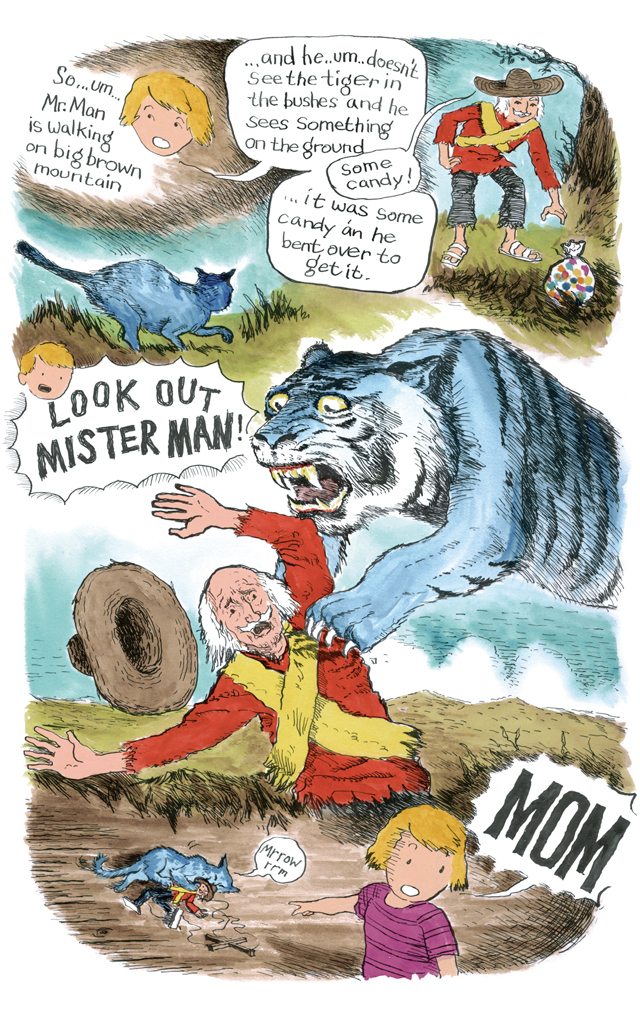 So...um...
Mr. Man
is walking
on big brown
mountain
...and he..um..doesn't
see the tiger in
the bushes and he
sees something
on the ground
some
candy!
...it was some
candy an he
bent over to
get it.
LOOK OUT
MISTER MAN!
Mrrow
rrm
MOM